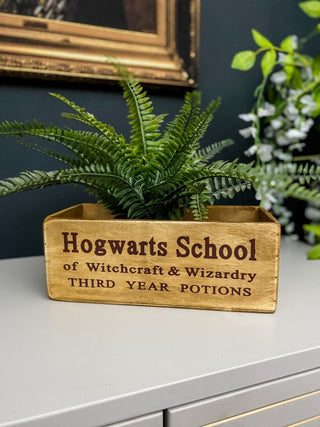 Hogwarts School
of Witchcraft & Wizardry
THIRD YEAR POTIONS